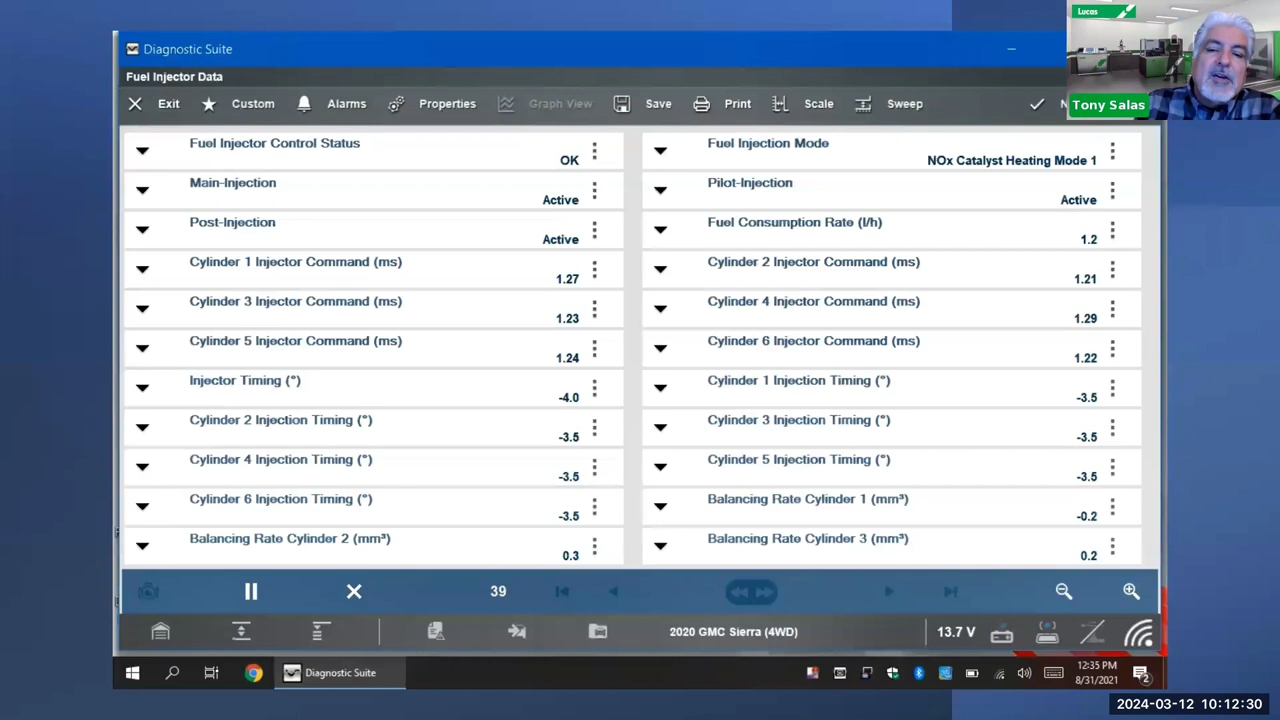 Diagnostic Suite
Fuel Injector Data
Exit Custom Alarms Properties Graph View Save Print Scale Sweep
Lucas
Tony Salas
Fuel Injector Control Status OK
Fuel Injection Mode NOx Catalyst Heating Mode 1
Main-Injection Active
Pilot-Injection Active
Post-Injection Active
Fuel Consumption Rate (l/h) 1.2
Cylinder 1 Injector Command (ms) 1.27
Cylinder 2 Injector Command (ms) 1.21
Cylinder 3 Injector Command (ms) 1.23
Cylinder 4 Injector Command (ms) 1.29
Cylinder 5 Injector Command (ms) 1.24
Cylinder 6 Injector Command (ms) 1.22
Injector Timing (°) -4.0
Cylinder 1 Injection Timing (°) -3.5
Cylinder 2 Injection Timing (°) -3.5
Cylinder 3 Injection Timing (°) -3.5
Cylinder 4 Injection Timing (°) -3.5
Cylinder 5 Injection Timing (°) -3.5
Cylinder 6 Injection Timing (°) -3.5
Balancing Rate Cylinder 1 (mm³) -0.2
Balancing Rate Cylinder 2 (mm³) 0.3
Balancing Rate Cylinder 3 (mm³) 0.2
39
2020 GMC Sierra (4WD) 13.7 V
Diagnostic Suite
12:35 PM
8/31/2021
2
2024-03-12 10:12:30